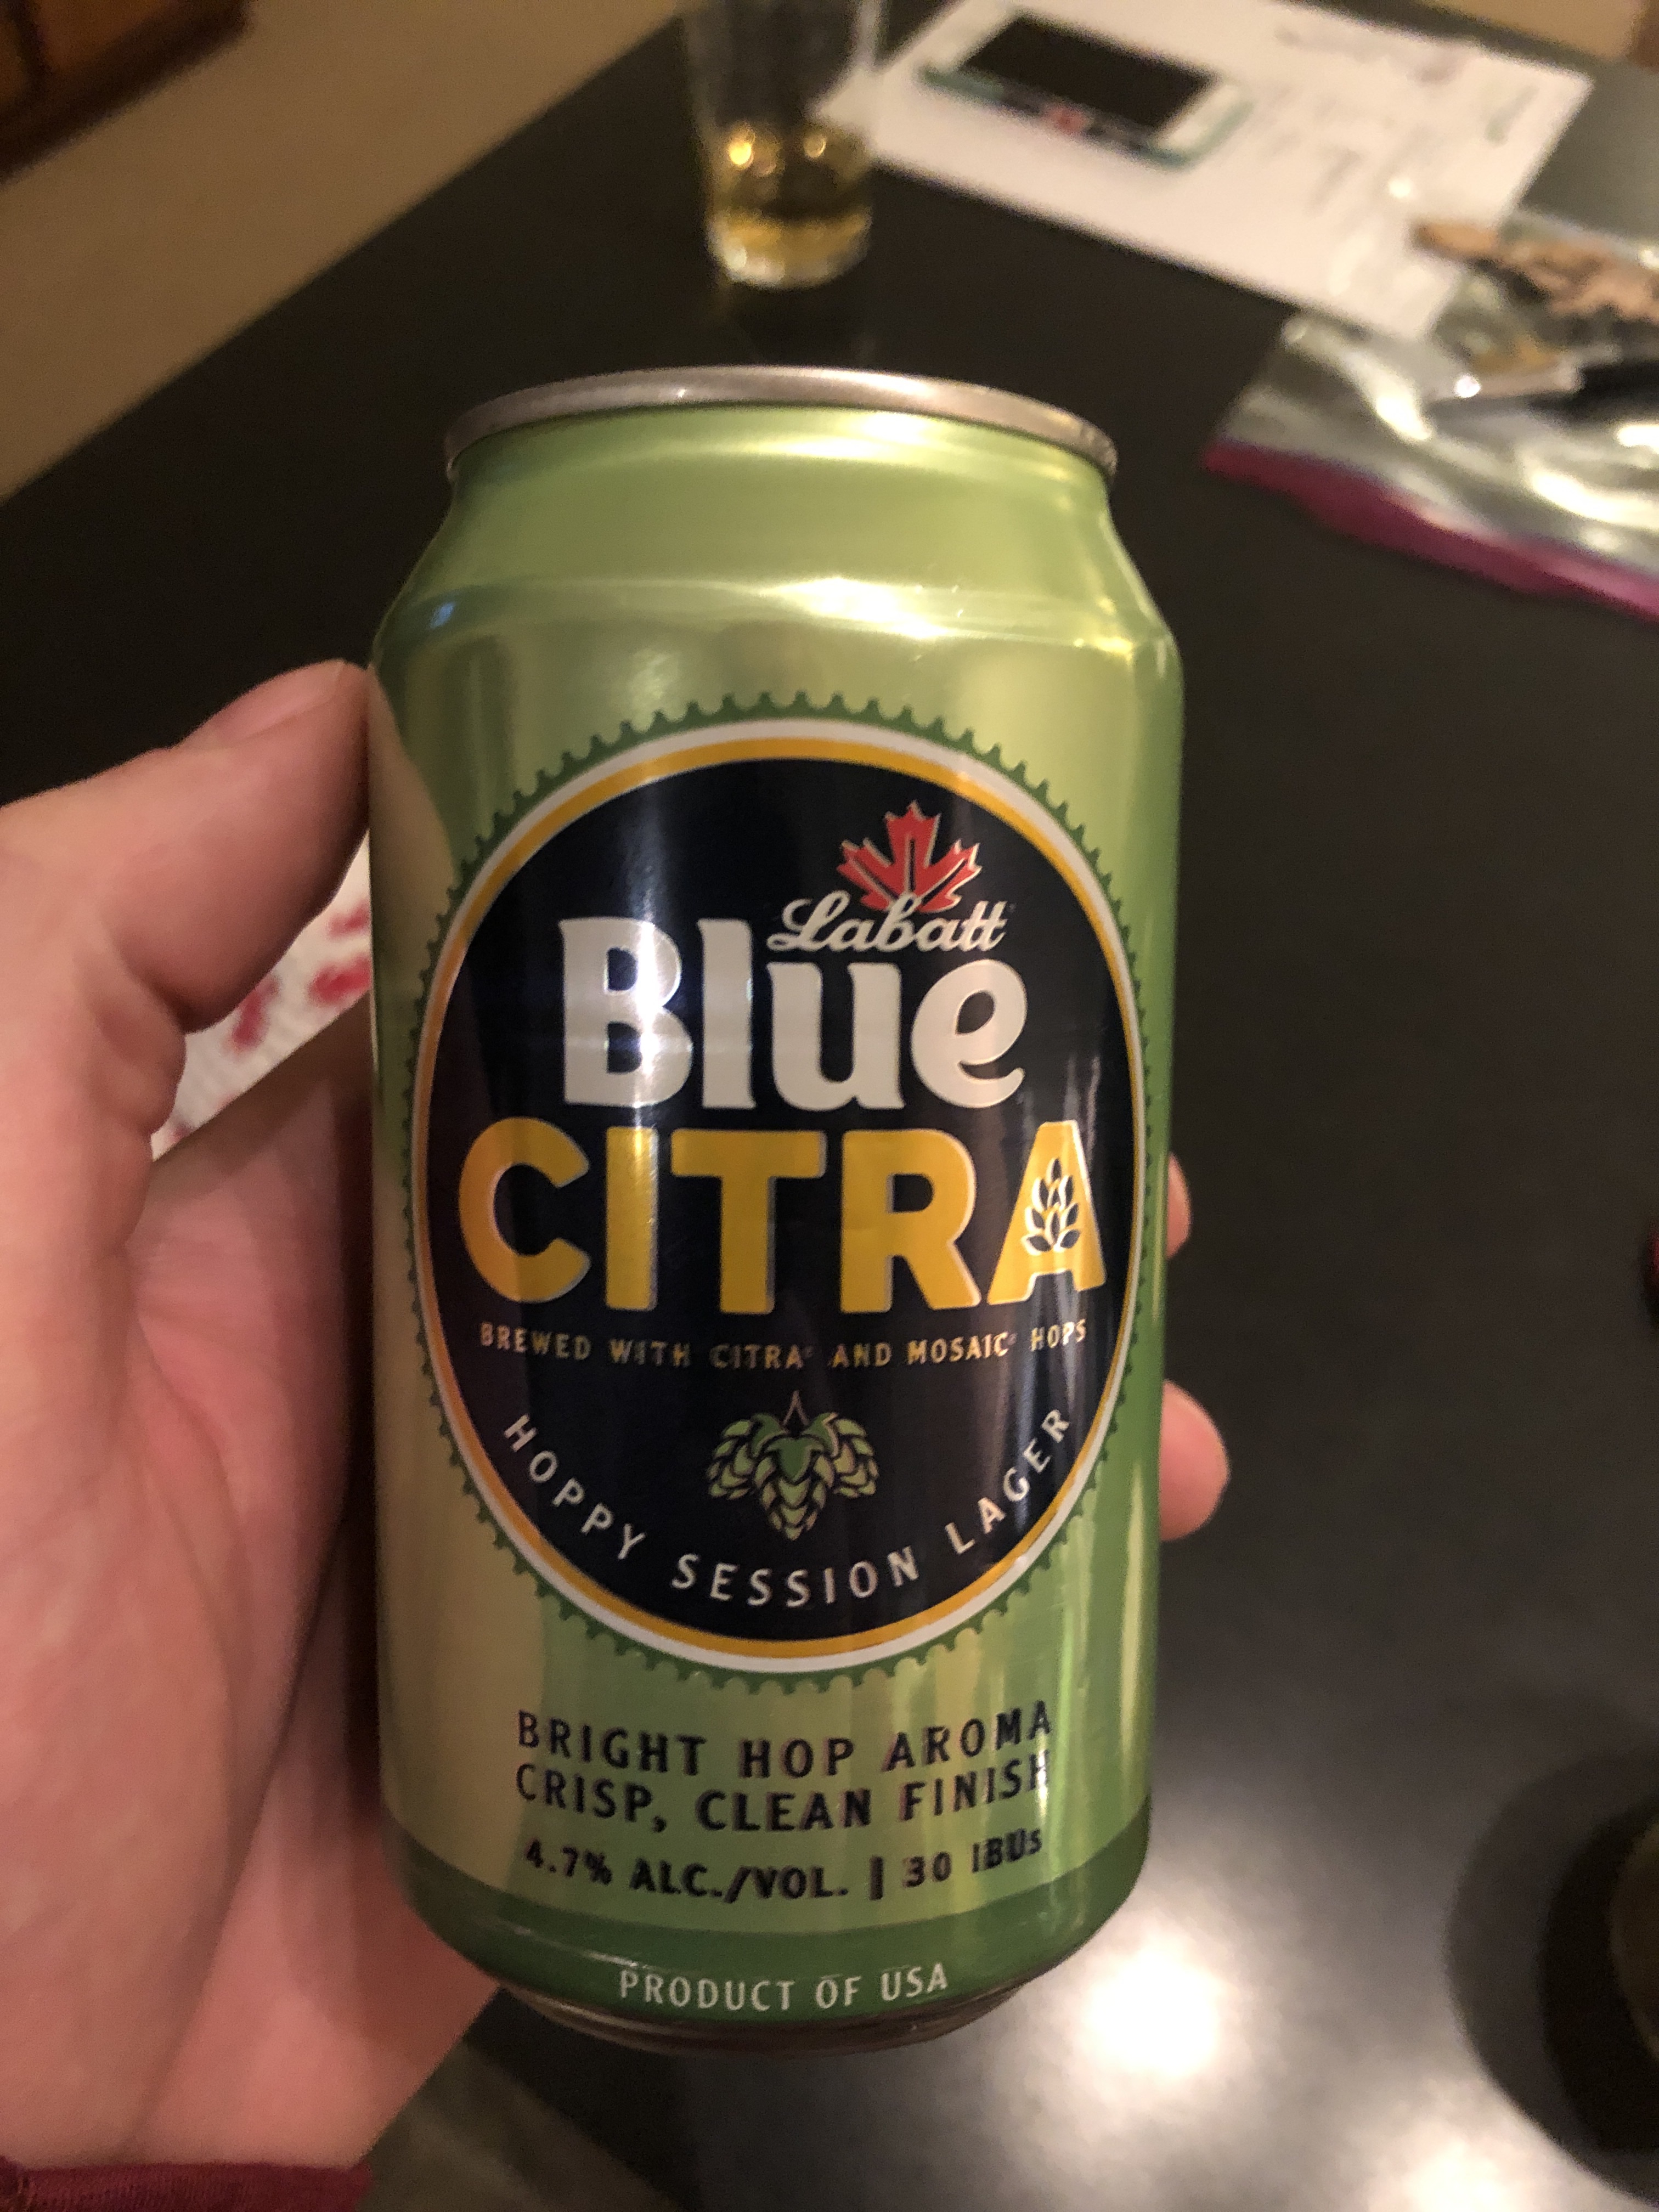 Labatt
Blue
CITRA
BREWED WITH CITRA® AND MOSAIC® HOPS
HOPPY SESSION LAGER
BRIGHT HOP AROMA
CRISP, CLEAN FINISH
4.7% ALC./VOL. | 30 IBUs
PRODUCT OF USA